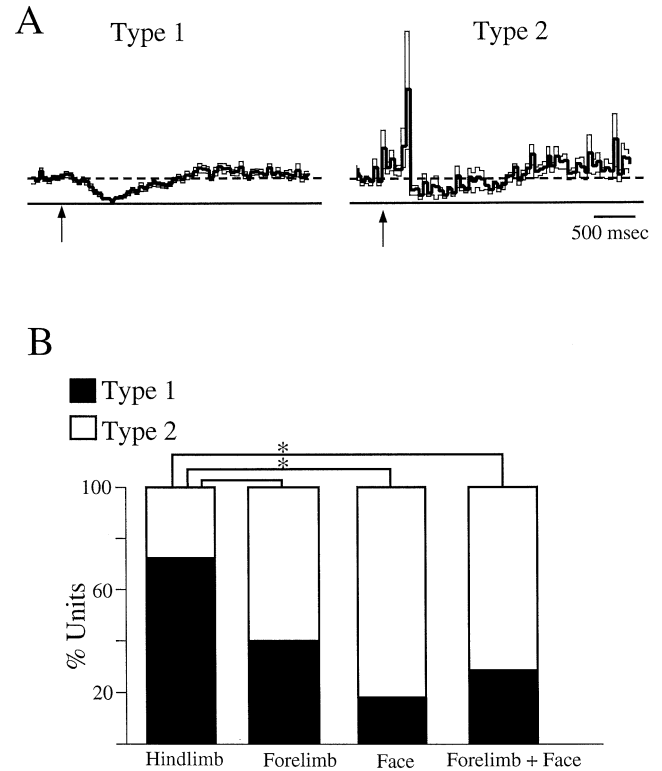 A
Type 1
Type 2
500 msec
B
Type 1
Type 2
*
*
100
60
20
% Units
Hindlimb
Forelimb
Face
Forelimb + Face